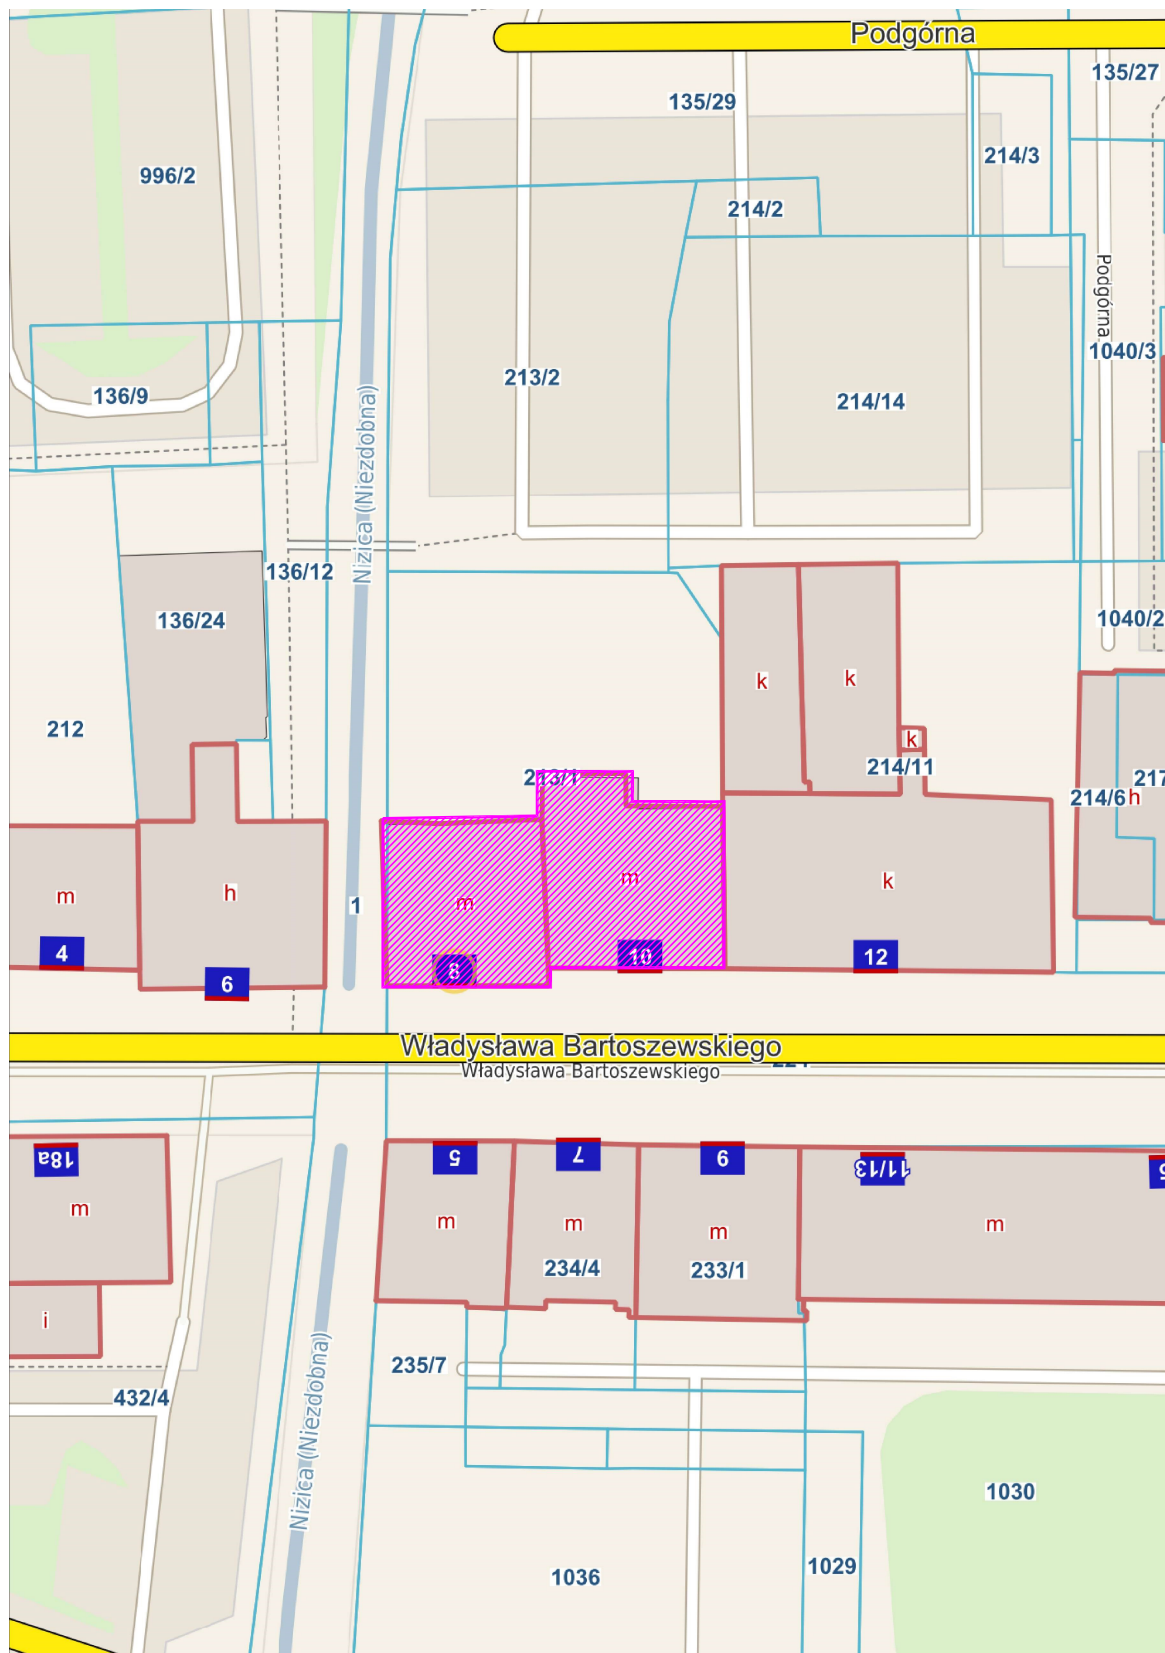 Podgórna
135/27
135/29
214/3
996/2
214/2
Podgórna
1040/3
213/2
136/9
214/14
Nizica (Niezdobna)
136/12
136/24
1040/2
k
k
212
k
213/1
214/11
217
214/6
h
m
h
m
m
k
1
4
6
8
10
12
Władysława Bartoszewskiego
Władysława Bartoszewskiego
18a
5
7
9
11/13
m
m
m
m
m
234/4
233/1
i
235/7
432/4
Nizica (Niezdobna)
1030
1036
1029